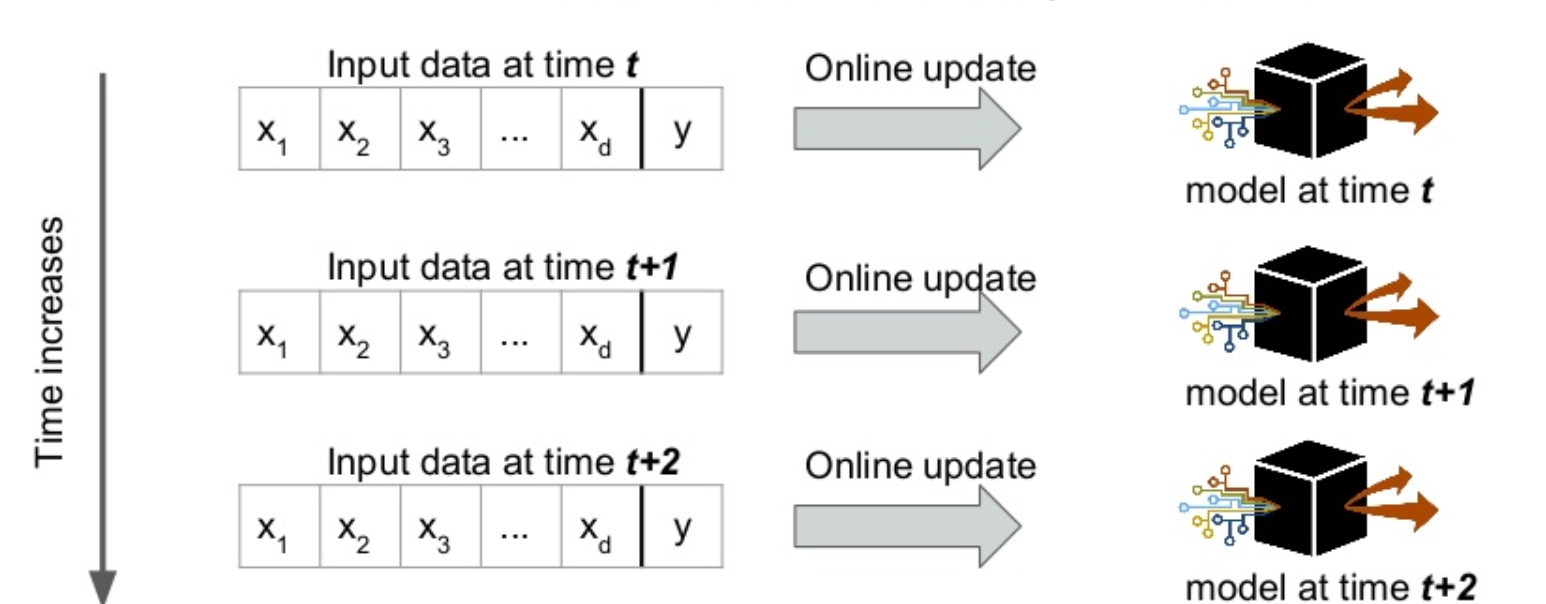 Time increases
Input data at time t
x1 x2 x3 ... xd y
Online update
model at time t
Input data at time t+1
x1 x2 x3 ... xd y
Online update
model at time t+1
Input data at time t+2
x1 x2 x3 ... xd y
Online update
model at time t+2